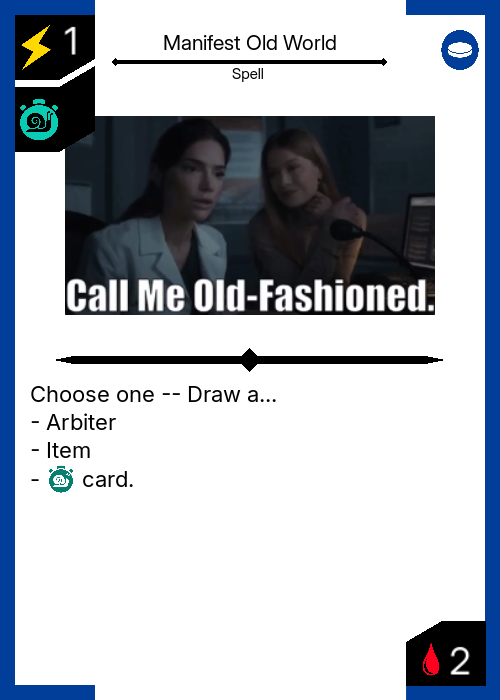 1
Manifest Old World
Spell
Call Me Old-Fashioned.
Choose one -- Draw a...
- Arbiter
- Item
- card.
2